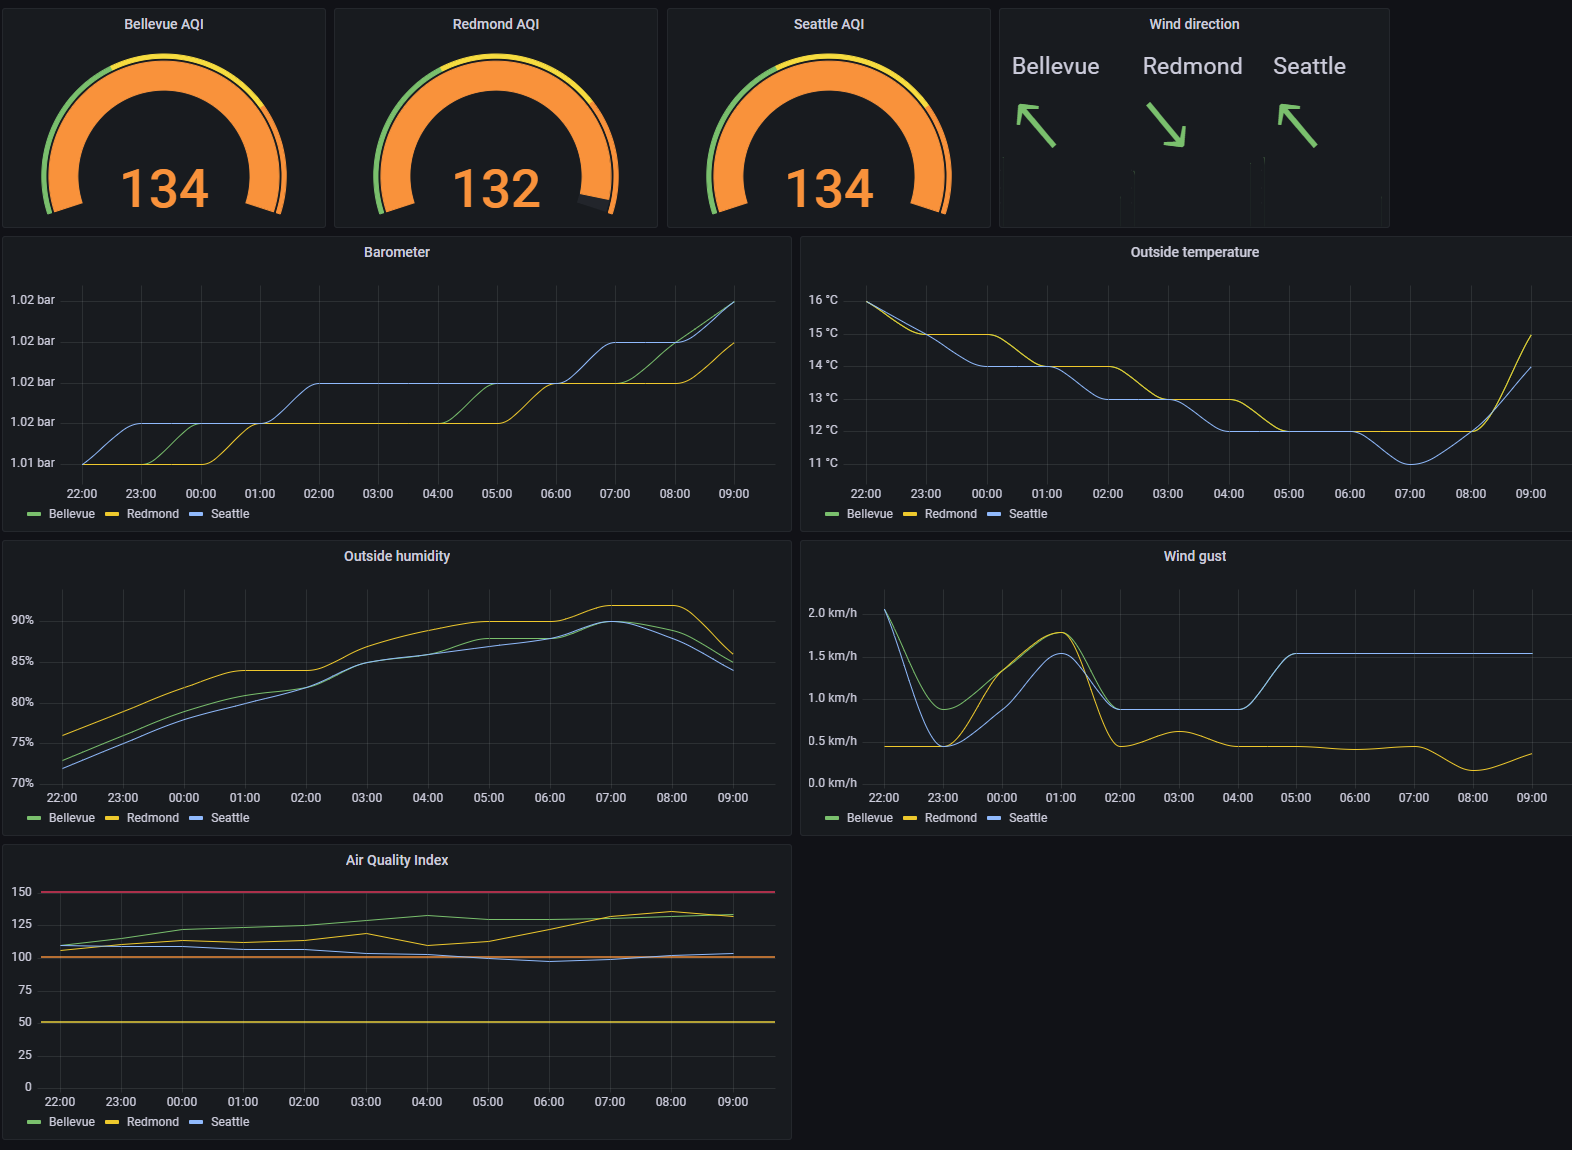 Bellevue AQI
134
Redmond AQI
132
Seattle AQI
134
Wind direction
Bellevue Redmond Seattle
Barometer
1.02 bar
1.02 bar
1.02 bar
1.02 bar
1.01 bar
22:00 23:00 00:00 01:00 02:00 03:00 04:00 05:00 06:00 07:00 08:00 09:00
Bellevue Redmond Seattle
Outside temperature
16 °C
15 °C
14 °C
13 °C
12 °C
11 °C
22:00 23:00 00:00 01:00 02:00 03:00 04:00 05:00 06:00 07:00 08:00 09:00
Bellevue Redmond Seattle
Outside humidity
90%
85%
80%
75%
70%
22:00 23:00 00:00 01:00 02:00 03:00 04:00 05:00 06:00 07:00 08:00 09:00
Bellevue Redmond Seattle
Wind gust
2.0 km/h
1.5 km/h
1.0 km/h
0.5 km/h
0.0 km/h
22:00 23:00 00:00 01:00 02:00 03:00 04:00 05:00 06:00 07:00 08:00 09:00
Bellevue Redmond Seattle
Air Quality Index
150
125
100
75
50
25
0
22:00 23:00 00:00 01:00 02:00 03:00 04:00 05:00 06:00 07:00 08:00 09:00
Bellevue Redmond Seattle